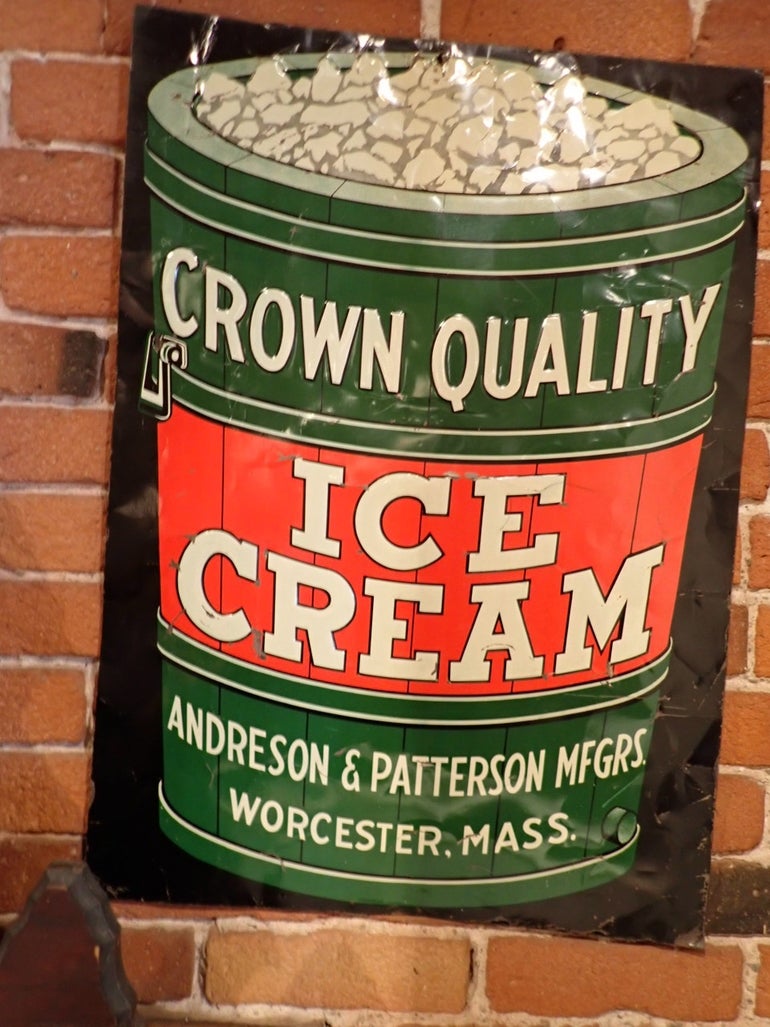 CROWN QUALITY
ICE
CREAM
ANDRESON & PATTERSON MFGRS.
WORCESTER, MASS.